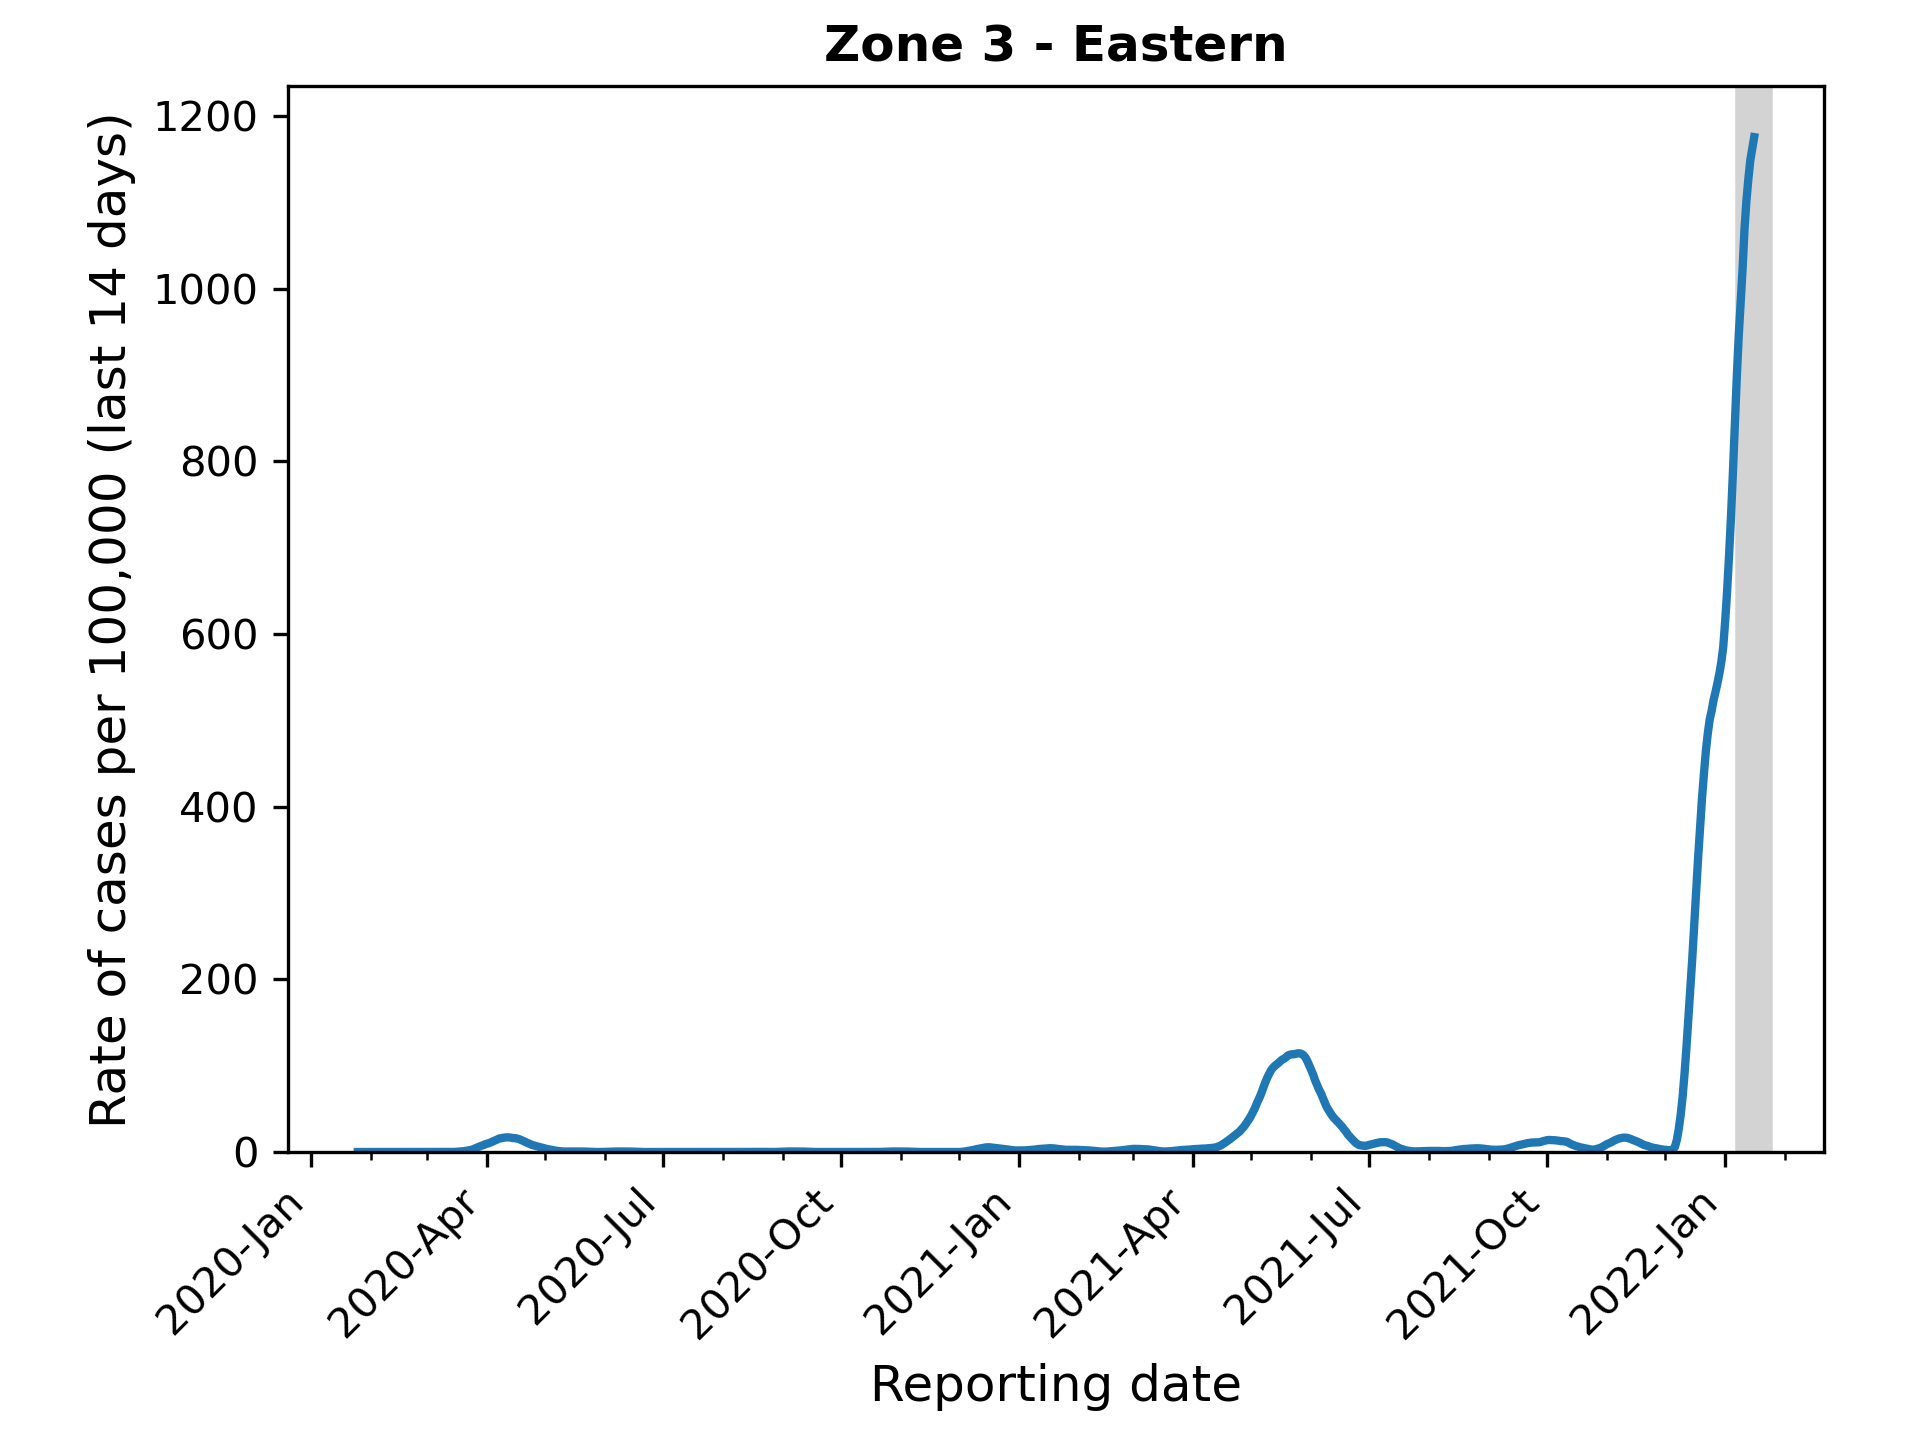 Zone 3 - Eastern
Rate of cases per 100,000 (last 14 days)
1200
1000
800
600
400
200
0
2020-Jan
2020-Apr
2020-Jul
2020-Oct
2021-Jan
2021-Apr
2021-Jul
2021-Oct
2022-Jan
Reporting date